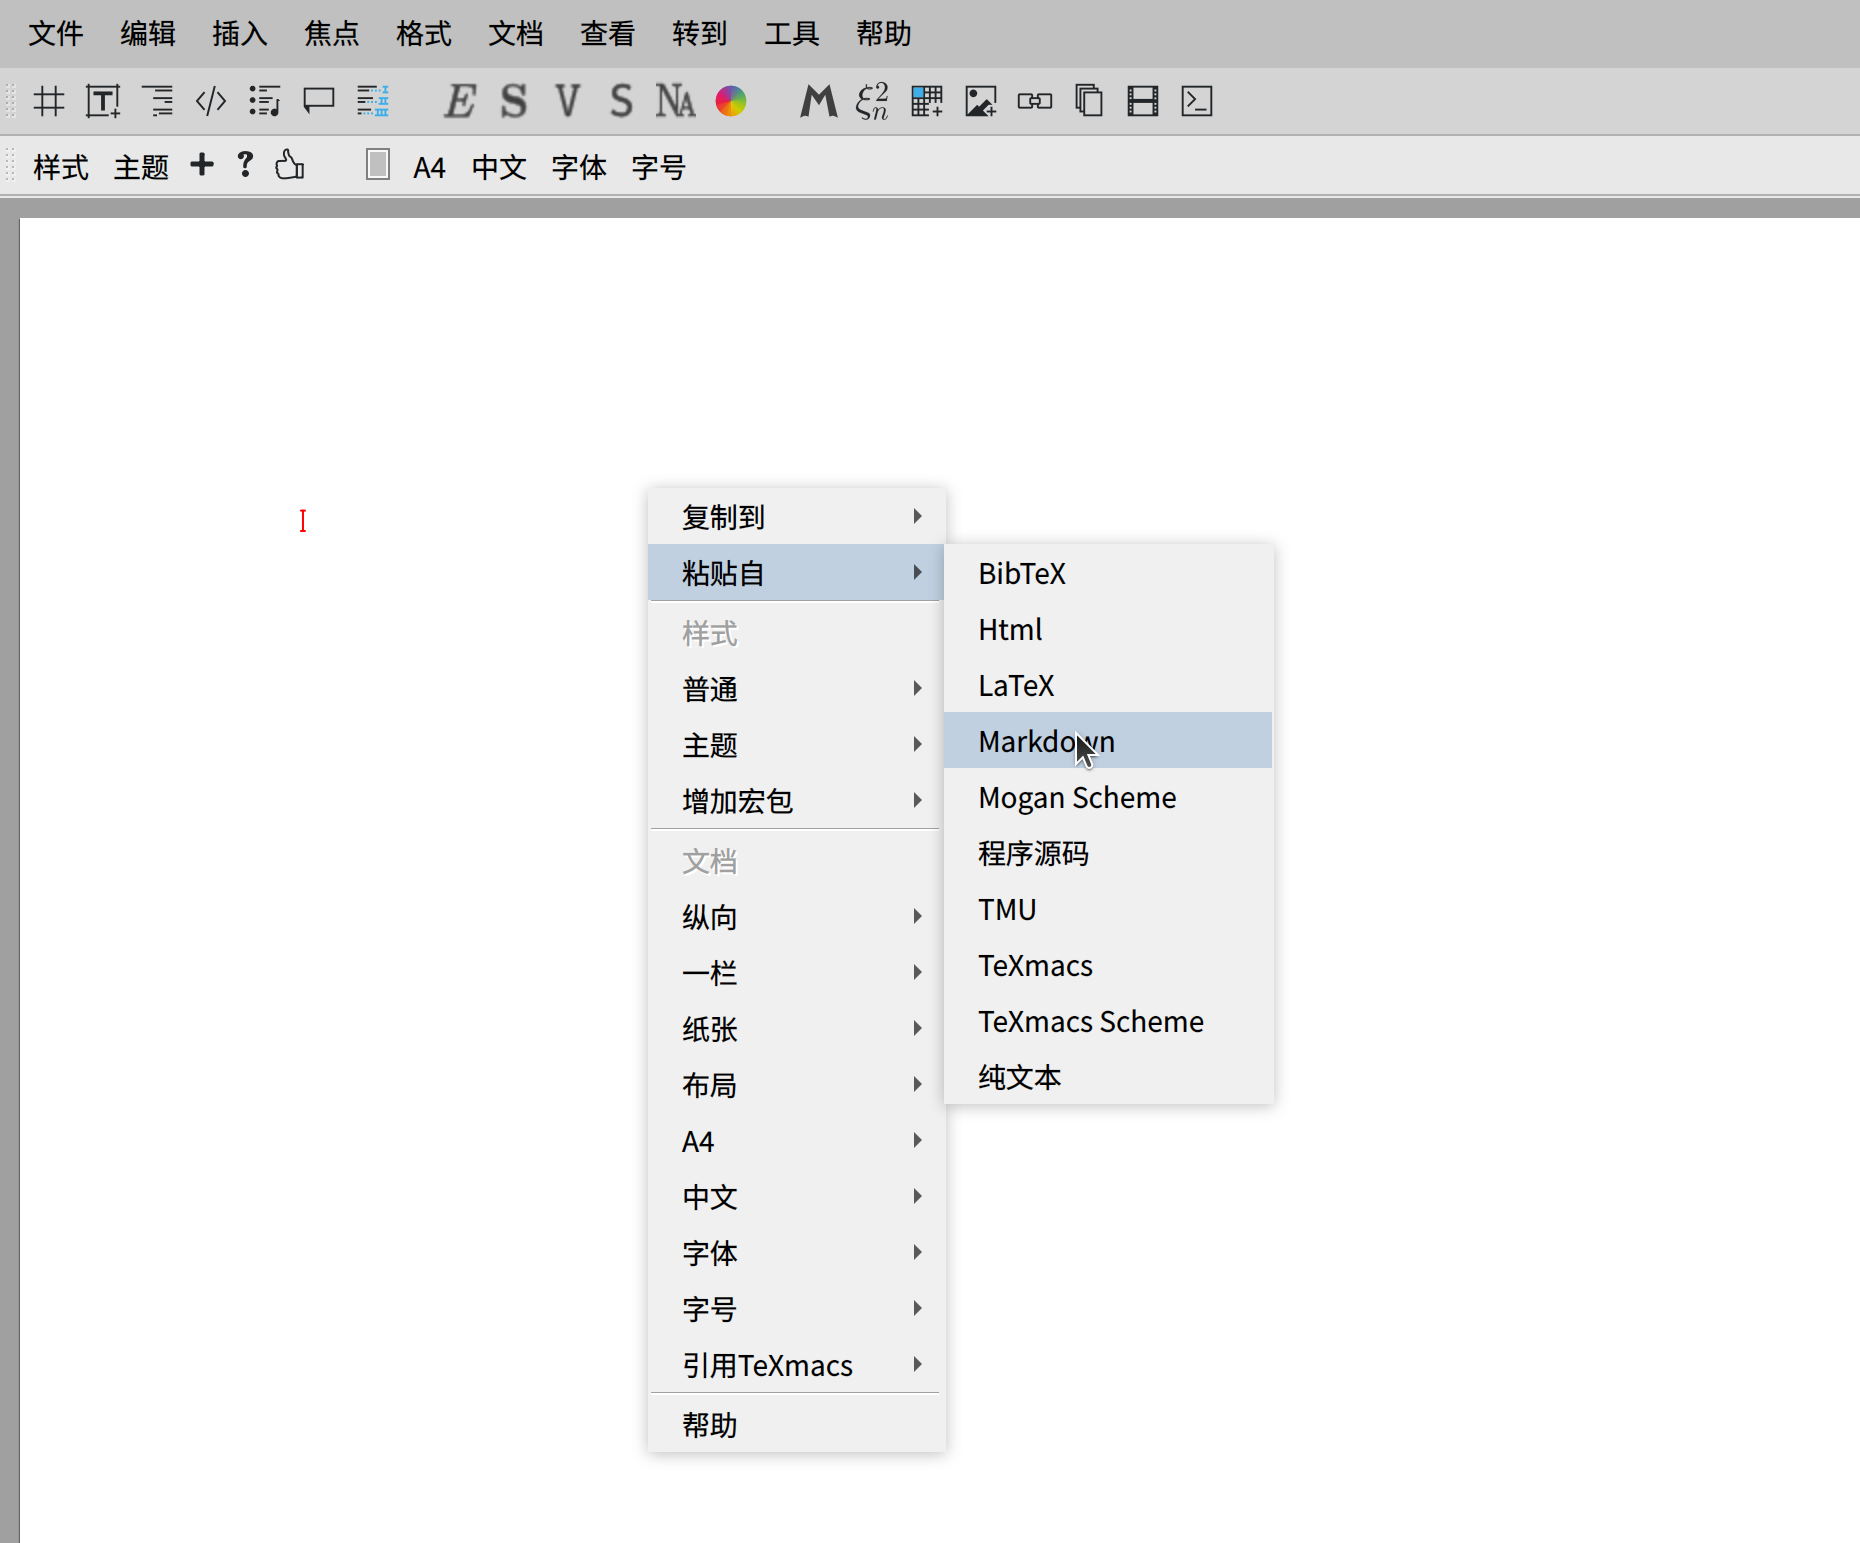 文件 编辑 插入 焦点 格式 文档 查看 转到 工具 帮助
样式 主题 + ? A4 中文 字体 字号
复制到
粘贴自
样式
普通
主题
增加宏包
文档
纵向
一栏
纸张
布局
A4
中文
字体
字号
引用TeXmacs
帮助
BibTeX
Html
LaTeX
Markdown
Mogan Scheme
程序源码
TMU
TeXmacs
TeXmacs Scheme
纯文本